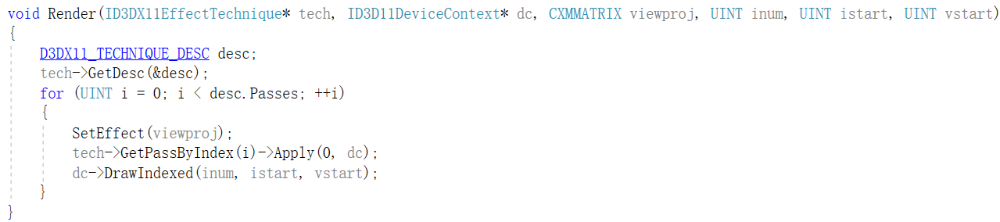 void Render(ID3DX11EffectTechnique* tech, ID3D11DeviceContext* dc, CXMMATRIX viewproj, UINT inum, UINT istart, UINT vstart)
{
    D3DX11_TECHNIQUE_DESC desc;
    tech->GetDesc(&desc);
    for (UINT i = 0; i < desc.Passes; ++i)
    {
        SetEffect(viewproj);
        tech->GetPassByIndex(i)->Apply(0, dc);
        dc->DrawIndexed(inum, istart, vstart);
    }
}